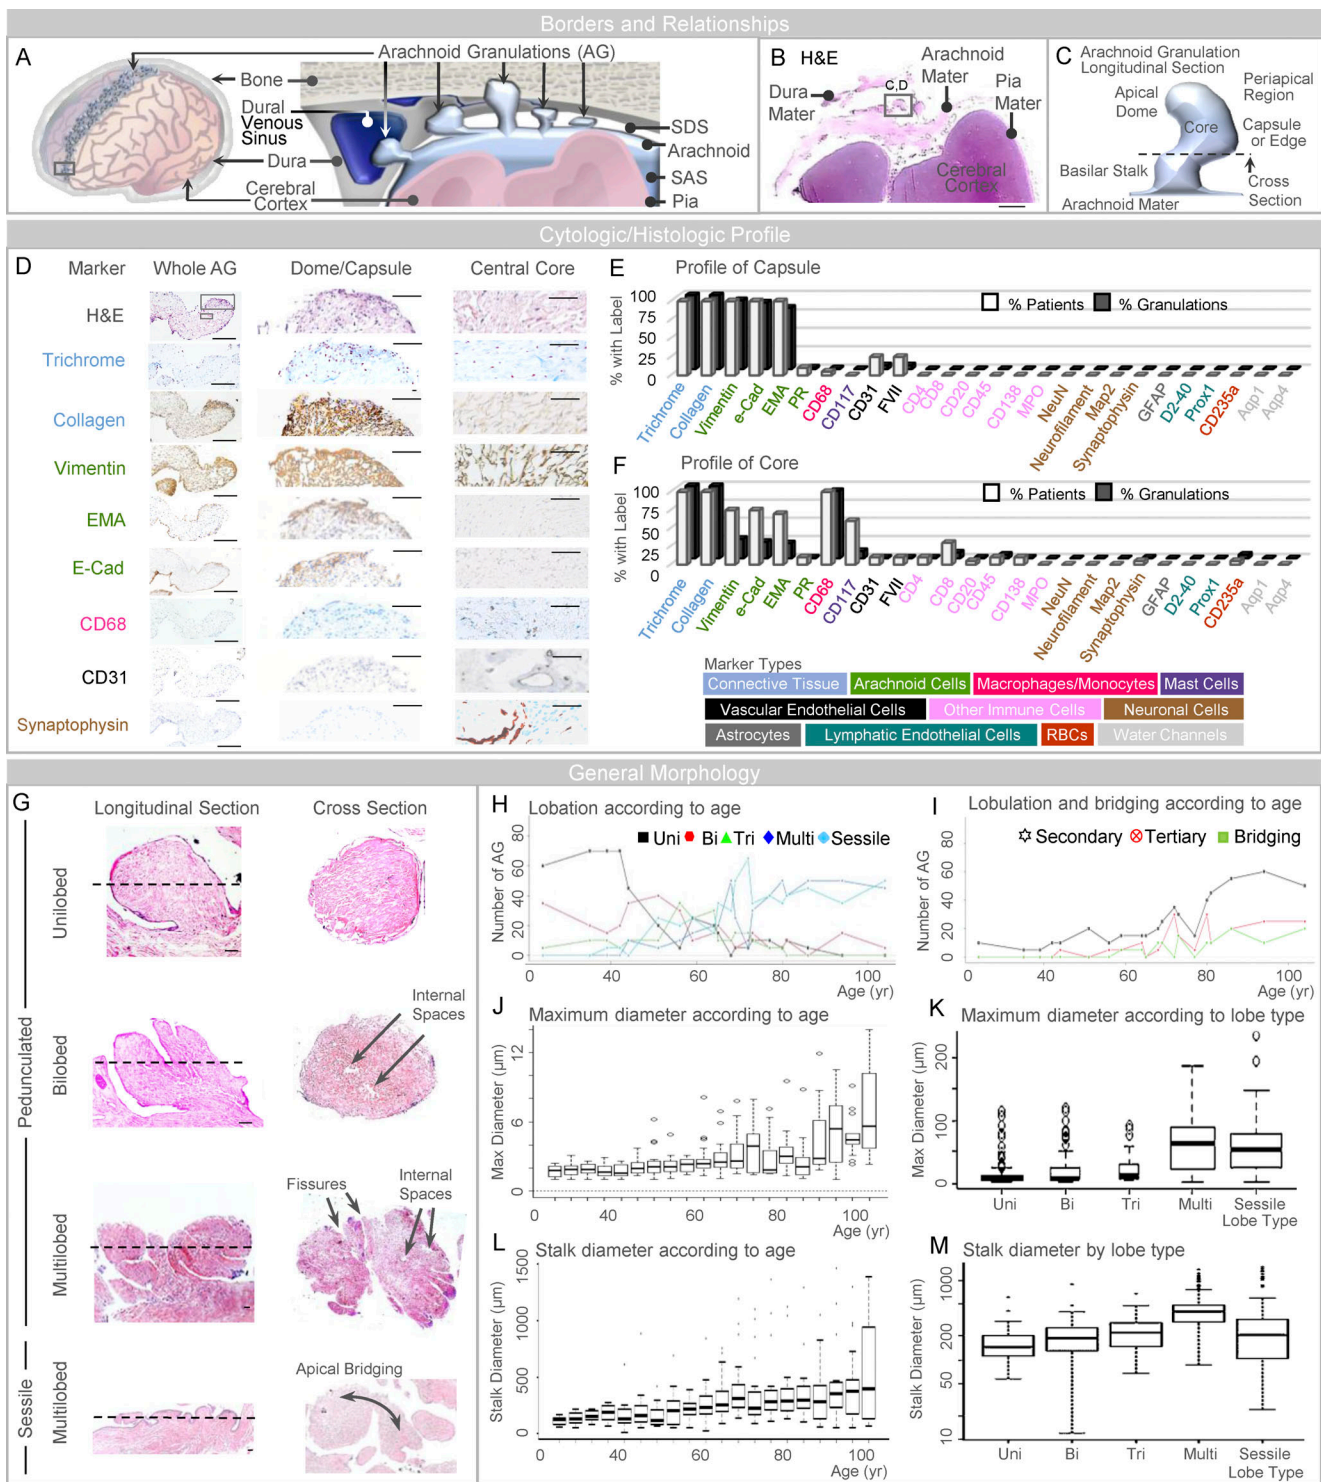 Borders and Relationships
A
Arachnoid Granulations (AG)
Bone
Dural
Venous
Sinus
Dura
Cerebral
Cortex
SDS
Arachnoid
SAS
Pia
B H&E
Arachnoid
Mater
Dura
Mater
C,D
Pia
Mater
Cerebral
Cortex
C Arachnoid Granulation
Longitudinal Section
Apical
Dome
Periapical
Region
Core
Capsule
or Edge
Basilar Stalk
Cross
Section
Arachnoid Mater
Cytologic/Histologic Profile
D Marker Whole AG Dome/Capsule Central Core
H&E
Trichrome
Collagen
Vimentin
EMA
E-Cad
CD68
CD31
Synaptophysin
E Profile of Capsule
% Patients % Granulations
% with Label
100
75
50
25
0
Trichrome
Collagen
Vimentin
e-Cad
EMA
PR
CD68
CD117
CD31
FVII
CD4
CD8
CD20
CD45
CD138
MPO
NeuN
Neurofilament
Map2
Synaptophysin
GFAP
D2-40
Prox1
CD235a
Aqp1
Aqp4
F Profile of Core
% Patients % Granulations
% with Label
100
75
50
25
0
Trichrome
Collagen
Vimentin
e-Cad
EMA
PR
CD68
CD117
CD31
FVII
CD4
CD8
CD20
CD45
CD138
MPO
NeuN
Neurofilament
Map2
Synaptophysin
GFAP
D2-40
Prox1
CD235a
Aqp1
Aqp4
Marker Types
Connective Tissue Arachnoid Cells Macrophages/Monocytes Mast Cells
Vascular Endothelial Cells Other Immune Cells Neuronal Cells
Astrocytes Lymphatic Endothelial Cells RBCs Water Channels
General Morphology
G Longitudinal Section Cross Section
Pedunculated
Unilobed
Bilobed
Internal
Spaces
Multilobed
Fissures
Internal
Spaces
Sessile
Multilobed
Apical Bridging
H Lobation according to age
Uni Bi Tri Multi Sessile
Number of AG
80
60
40
20
0
0 20 40 60 80 100
Age (yr)
I Lobulation and bridging according to age
Secondary Tertiary Bridging
Number of AG
80
60
40
20
0
40 60 80 100
Age (yr)
J Maximum diameter according to age
Max Diameter (µm)
12
6
0
0 20 40 60 80 100
Age (yr)
K Maximum diameter according to lobe type
Max Diameter (µm)
200
100
0
Uni Bi Tri Multi Sessile
Lobe Type
L Stalk diameter according to age
Stalk Diameter (µm)
1500
1000
500
0
0 20 40 60 80 100
Age (yr)
M Stalk diameter by lobe type
Stalk Diameter (µm)
1000
200
50
10
Uni Bi Tri Multi Sessile
Lobe Type